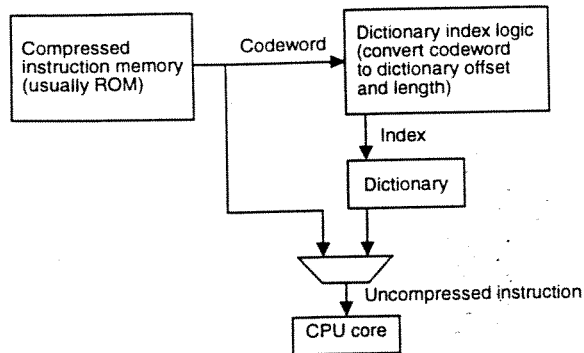 Compressed
instruction memory
(usually ROM)
Codeword
Dictionary index logic
(convert codeword
to dictionary offset
and length)
Index
Dictionary
Uncompressed instruction
CPU core